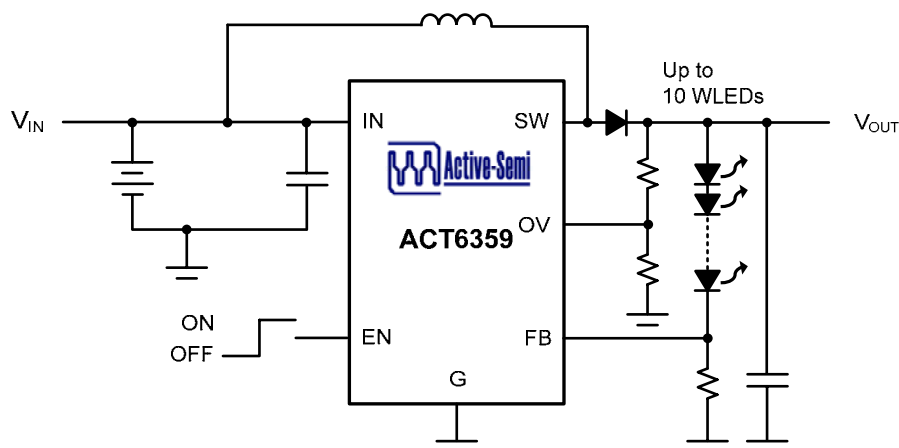 Up to
10 WLEDs
VIN
IN
SW
VOUT
Active-Semi
OV
ACT6359
ON
OFF
EN
FB
G